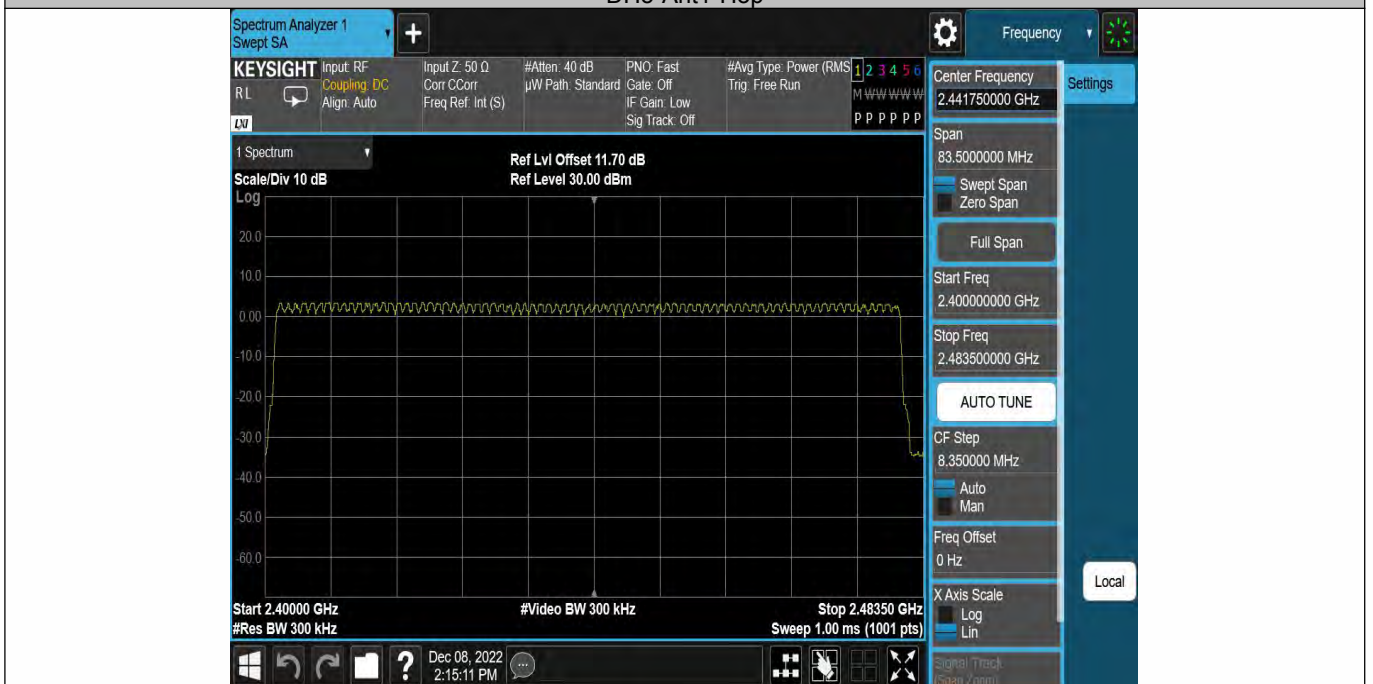 Spectrum Analyzer 1
Swept SA
+
Frequency
KEYSIGHT
RL
LXI
Input: RF
Coupling: DC
Align: Auto
Input Z: 50 Ω
Corr CCorr
Freq Ref: Int (S)
#Atten: 40 dB
µW Path: Standard
PNO: Fast
Gate: Off
IF Gain: Low
Sig Track: Off
#Avg Type: Power (RMS
Trig: Free Run
1 2 3 4 5 6
M W W W W W
P P P P P P
1 Spectrum
Scale/Div 10 dB
Ref Lvl Offset 11.70 dB
Ref Level 30.00 dBm
Log
20.0
10.0
0.00
-10.0
-20.0
-30.0
-40.0
-50.0
-60.0
Start 2.40000 GHz
#Res BW 300 kHz
#Video BW 300 kHz
Stop 2.48350 GHz
Sweep 1.00 ms (1001 pts)
?
Dec 08, 2022
2:15:11 PM
Center Frequency
2.441750000 GHz
Settings
Span
83.5000000 MHz
Swept Span
Zero Span
Full Span
Start Freq
2.400000000 GHz
Stop Freq
2.483500000 GHz
AUTO TUNE
CF Step
8.350000 MHz
Auto
Man
Freq Offset
0 Hz
X Axis Scale
Log
Lin
Local
Signal Track
(Span Zoom)